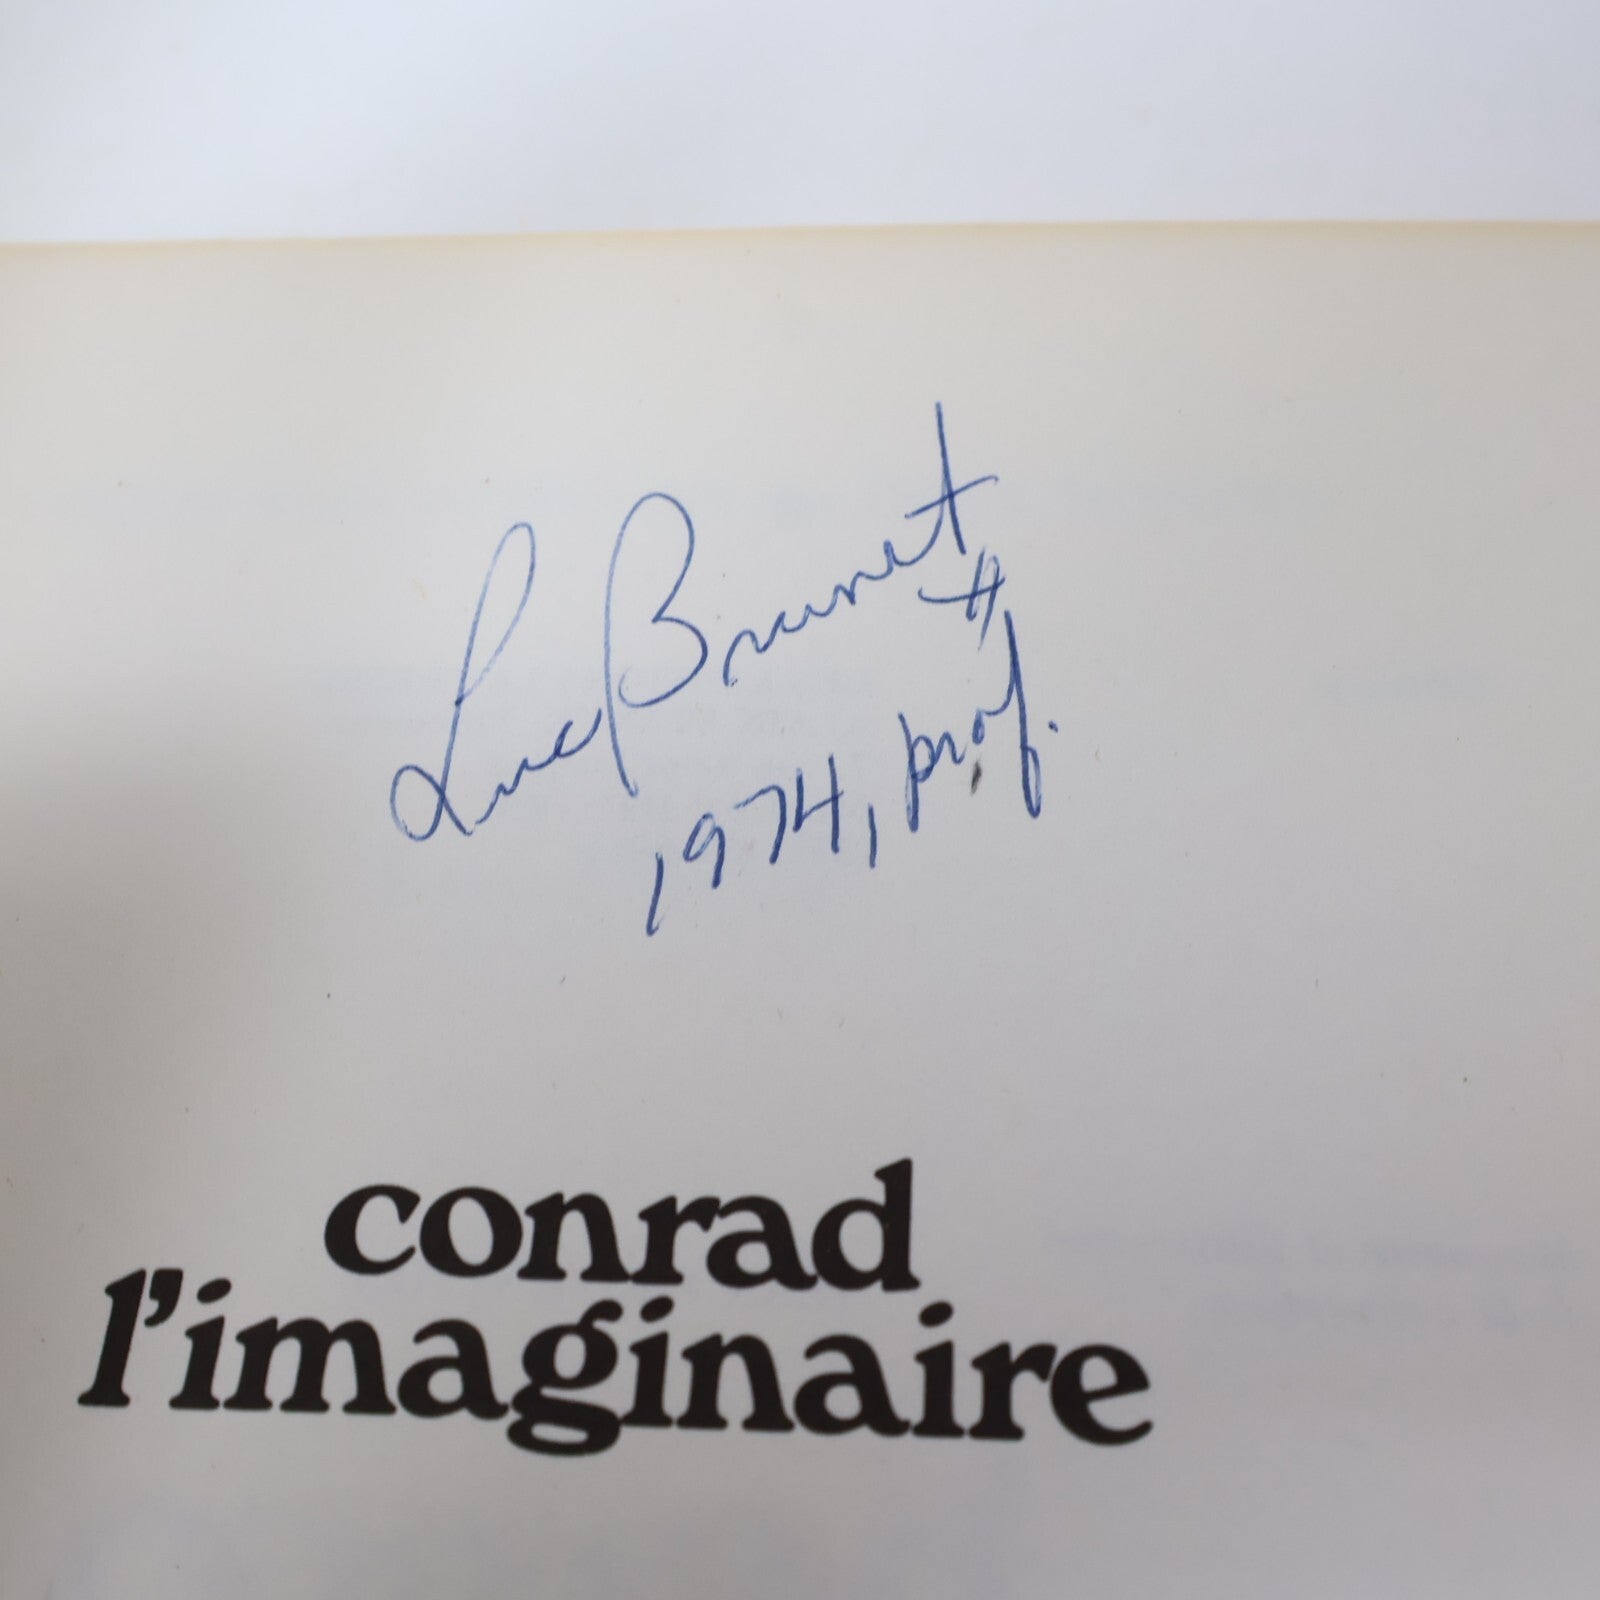 Luc Brunet
1974, prof.
conrad
l'imaginaire